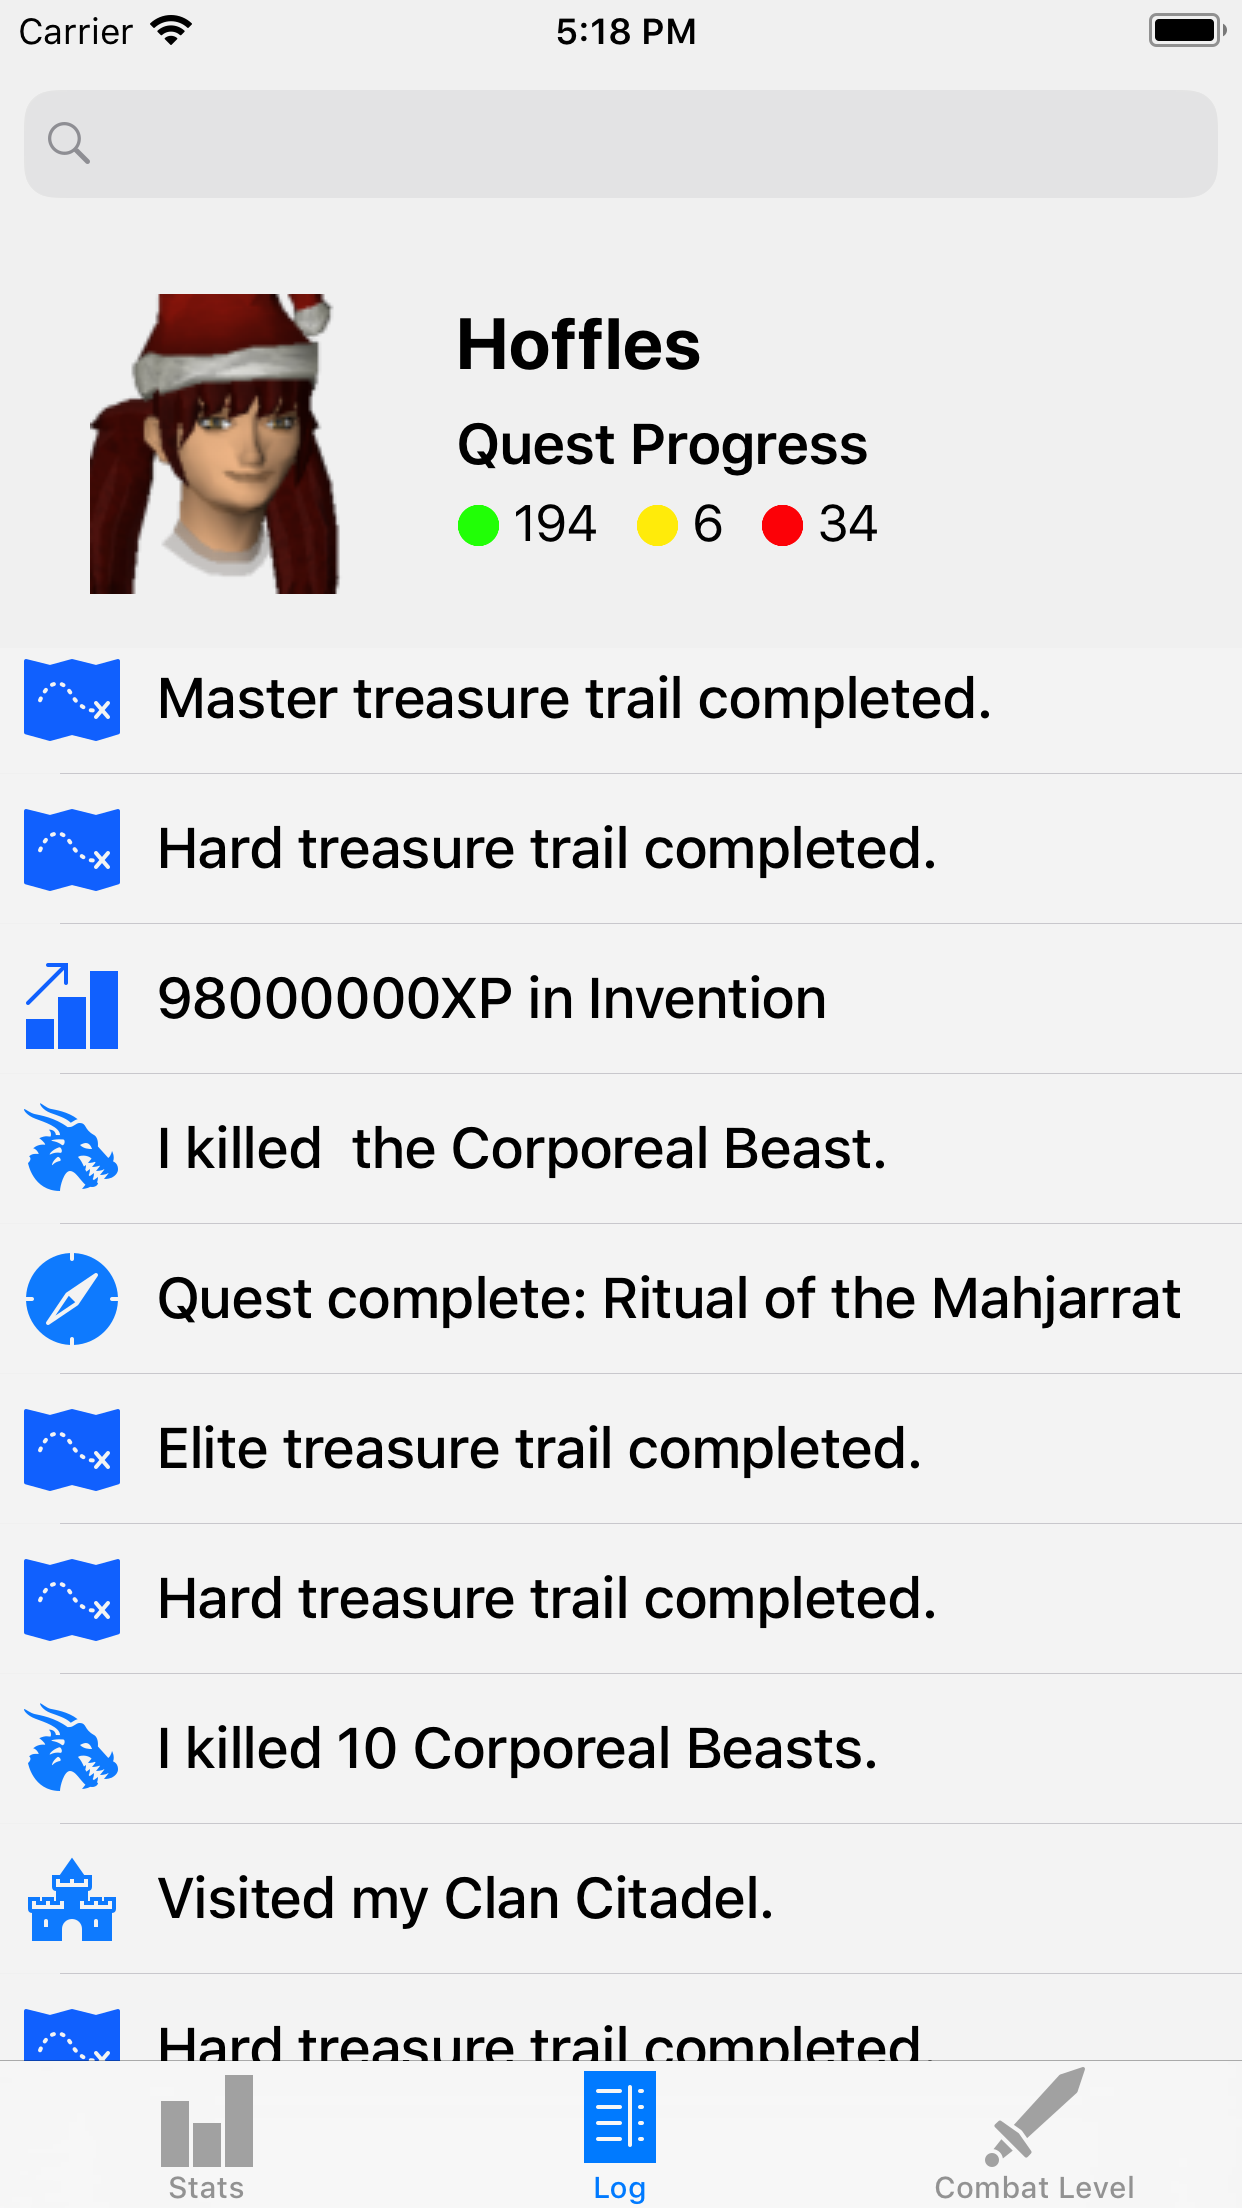 Carrier 5:18 PM
Hoffles
Quest Progress
194 6 34
Master treasure trail completed.
Hard treasure trail completed.
98000000XP in Invention
I killed  the Corporeal Beast.
Quest complete: Ritual of the Mahjarrat
Elite treasure trail completed.
Hard treasure trail completed.
I killed 10 Corporeal Beasts.
Visited my Clan Citadel.
Hard treasure trail completed.
Stats Log Combat Level